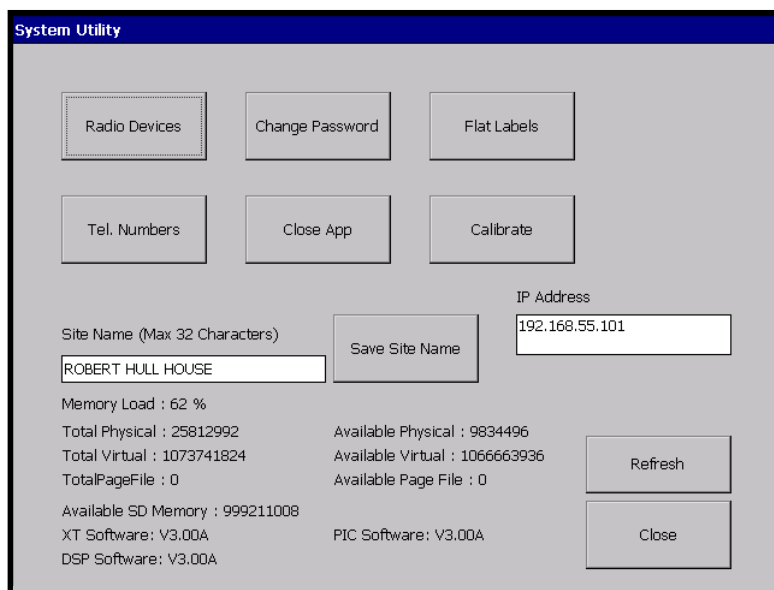 System Utility
Radio Devices
Change Password
Flat Labels
Tel. Numbers
Close App
Calibrate
IP Address
192.168.55.101
Site Name (Max 32 Characters)
Save Site Name
ROBERT HULL HOUSE
Memory Load : 62 %
Total Physical : 25812992
Available Physical : 9834496
Total Virtual : 1073741824
Available Virtual : 1066663936
Refresh
TotalPageFile : 0
Available Page File : 0
Available SD Memory : 999211008
XT Software: V3.00A
PIC Software: V3.00A
Close
DSP Software: V3.00A